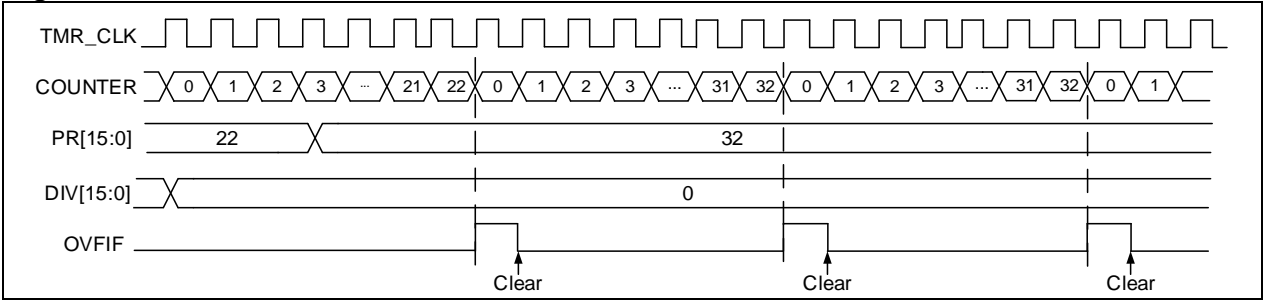 TMR_CLK
COUNTER 0 1 2 3 ... 21 22 0 1 2 3 ... 31 32 0 1 2 3 ... 31 32 0 1
PR[15:0] 22 32
DIV[15:0] 0
OVFIF
Clear Clear Clear